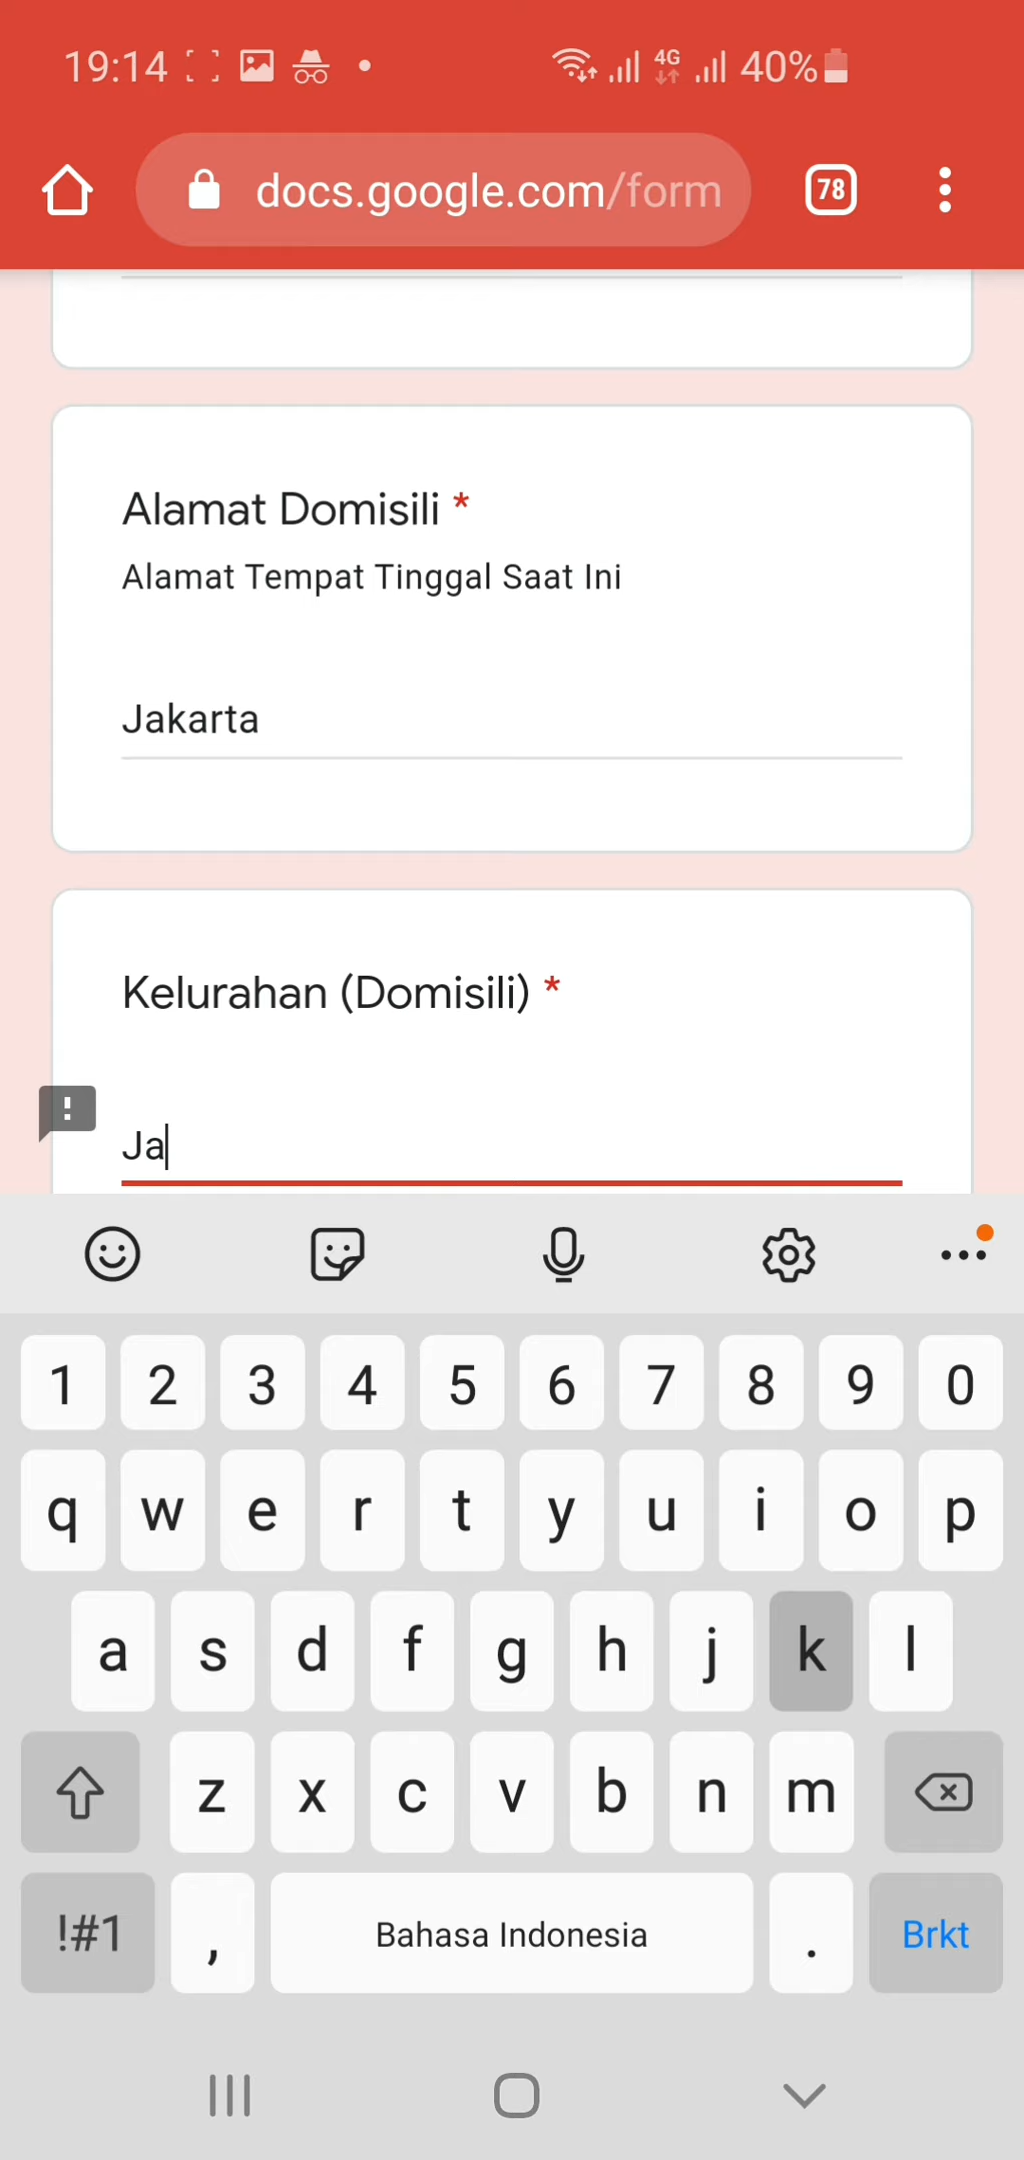 19:14 4G 40%
docs.google.com/form 78
Alamat Domisili *
Alamat Tempat Tinggal Saat Ini
Jakarta
Kelurahan (Domisili) *
!
Ja
1 2 3 4 5 6 7 8 9 0
q w e r t y u i o p
a s d f g h j k l
z x c v b n m
!#1 , Bahasa Indonesia . Brkt